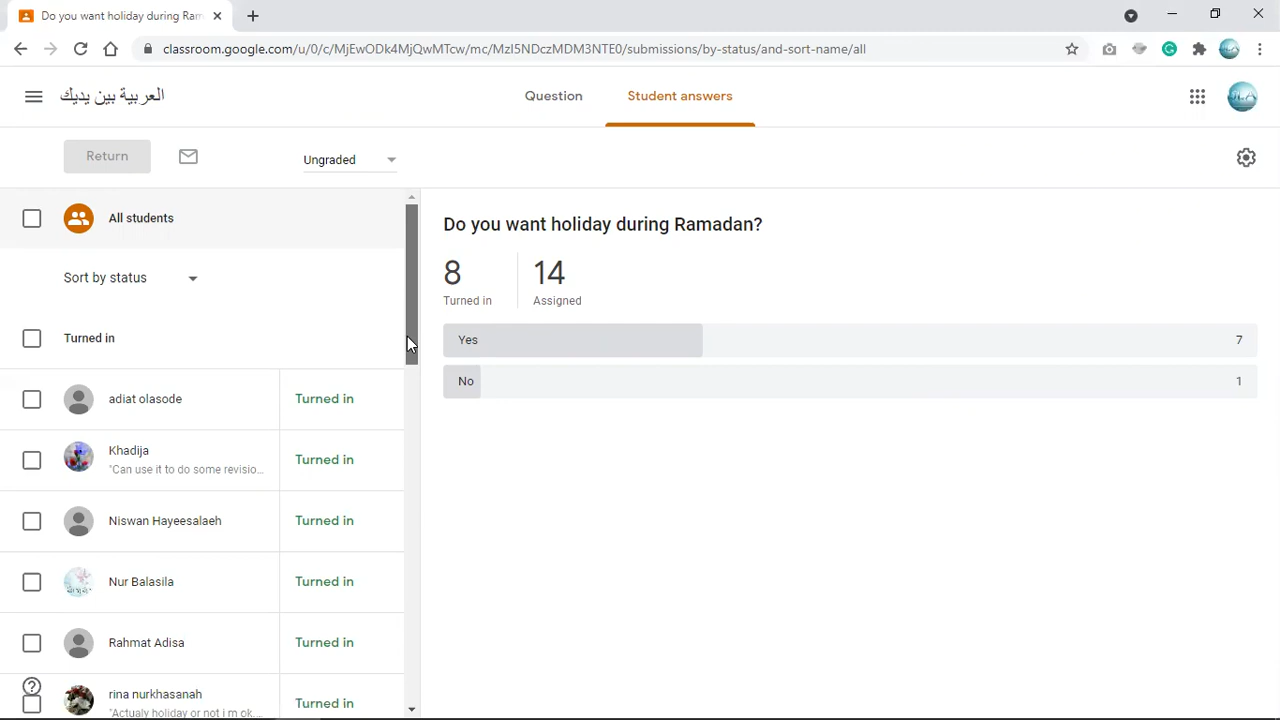 Do you want holiday during Ram
classroom.google.com/u/0/c/MjEwODk4MjQwMTcw/mc/MzI5NDczMDM3NTE0/submissions/by-status/and-sort-name/all
العربية بين يديك
Question
Student answers
Return
Ungraded
All students
Sort by status
Turned in
adiat olasode
Turned in
Khadija
"Can use it to do some revisio...
Turned in
Niswan Hayeesalaeh
Turned in
Nur Balasila
Turned in
Rahmat Adisa
Turned in
rina nurkhasanah
"Actualy holiday or not i m ok....
Turned in
Do you want holiday during Ramadan?
8
14
Turned in
Assigned
Yes
7
No
1